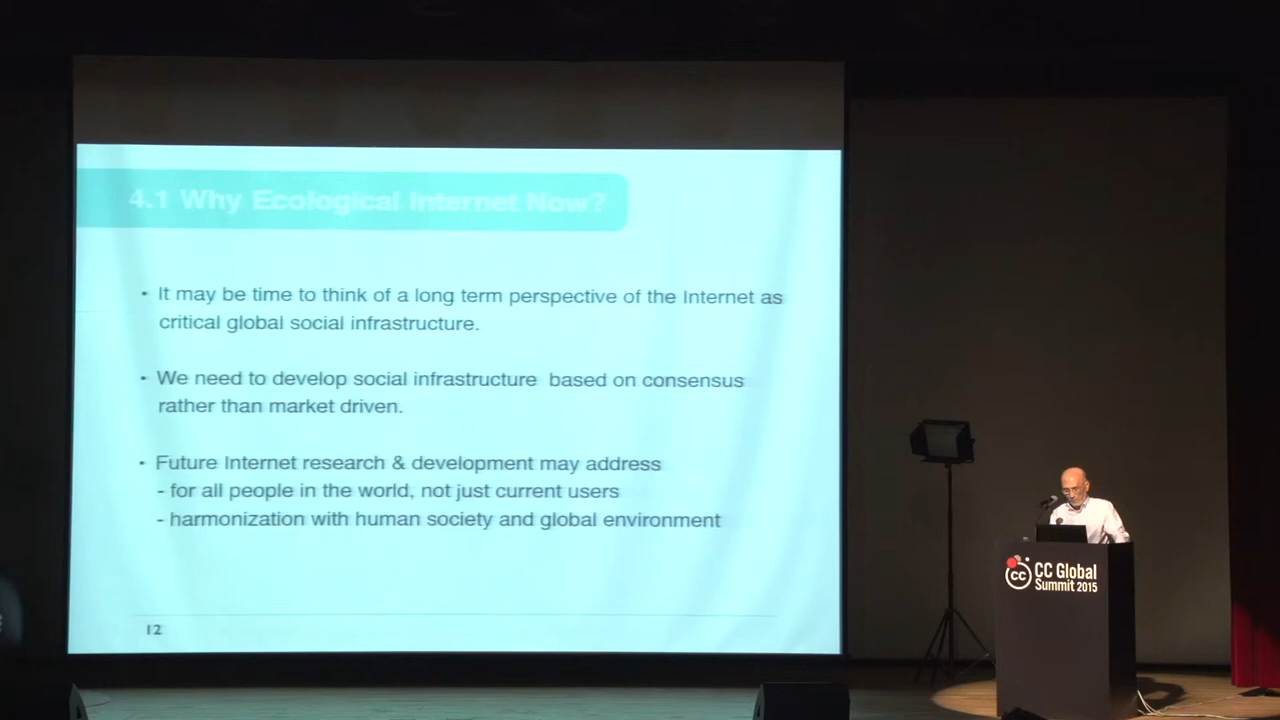 4.1 Why Ecological Internet Now?
• It may be time to think of a long term perspective of the Internet as
critical global social infrastructure.
• We need to develop social infrastructure based on consensus
rather than market driven.
• Future Internet research & development may address
- for all people in the world, not just current users
- harmonization with human society and global environment
12
CC
CC Global
Summit 2015